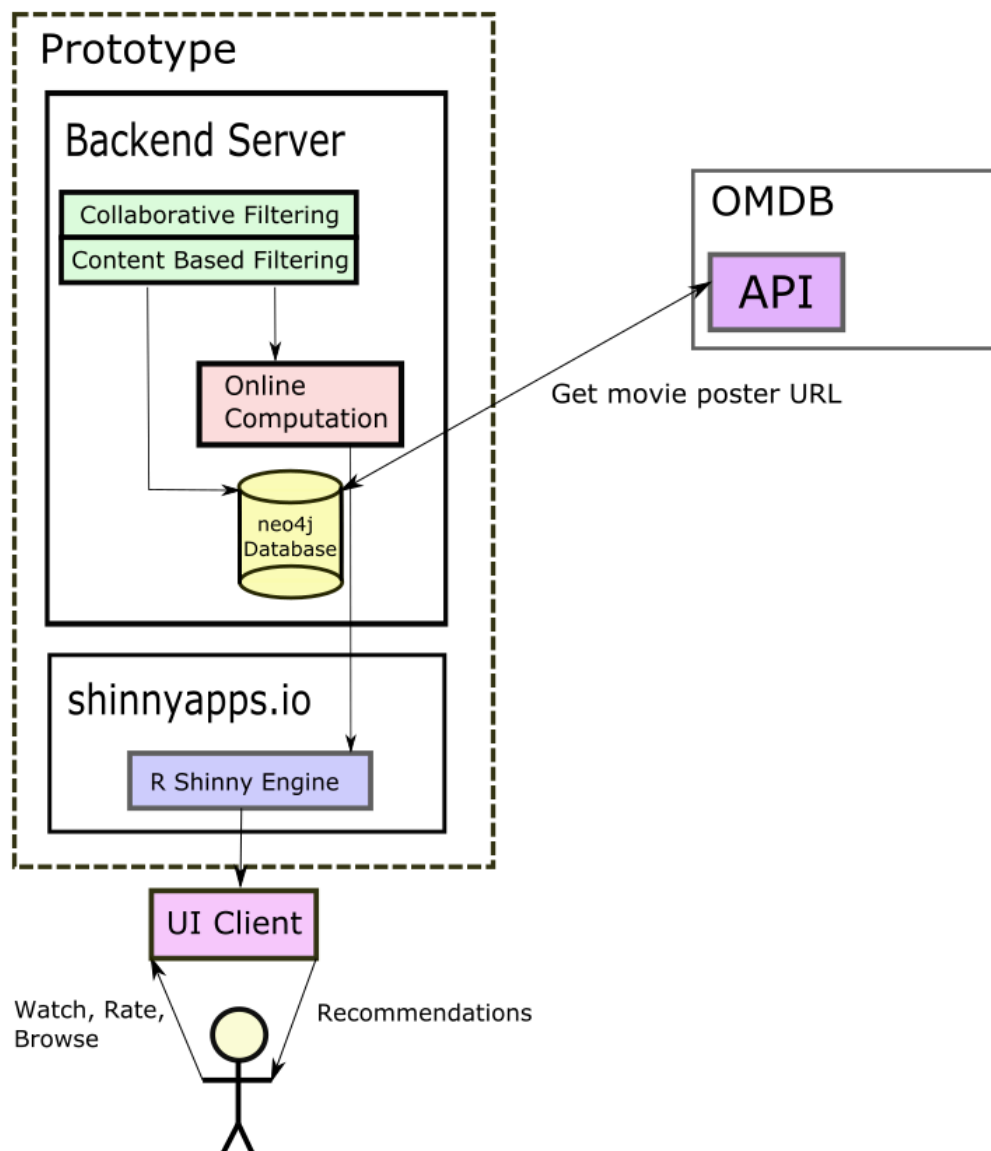 Prototype
Backend Server
Collaborative Filtering
Content Based Filtering
Online
Computation
neo4j
Database
OMDB
API
Get movie poster URL
shinnyapps.io
R Shinny Engine
UI Client
Watch, Rate,
Browse
Recommendations